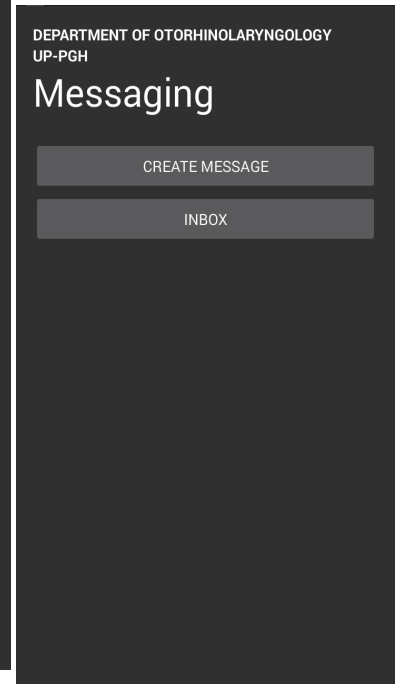 DEPARTMENT OF OTORHINOLARYNGOLOGY
UP-PGH
Messaging
CREATE MESSAGE
INBOX